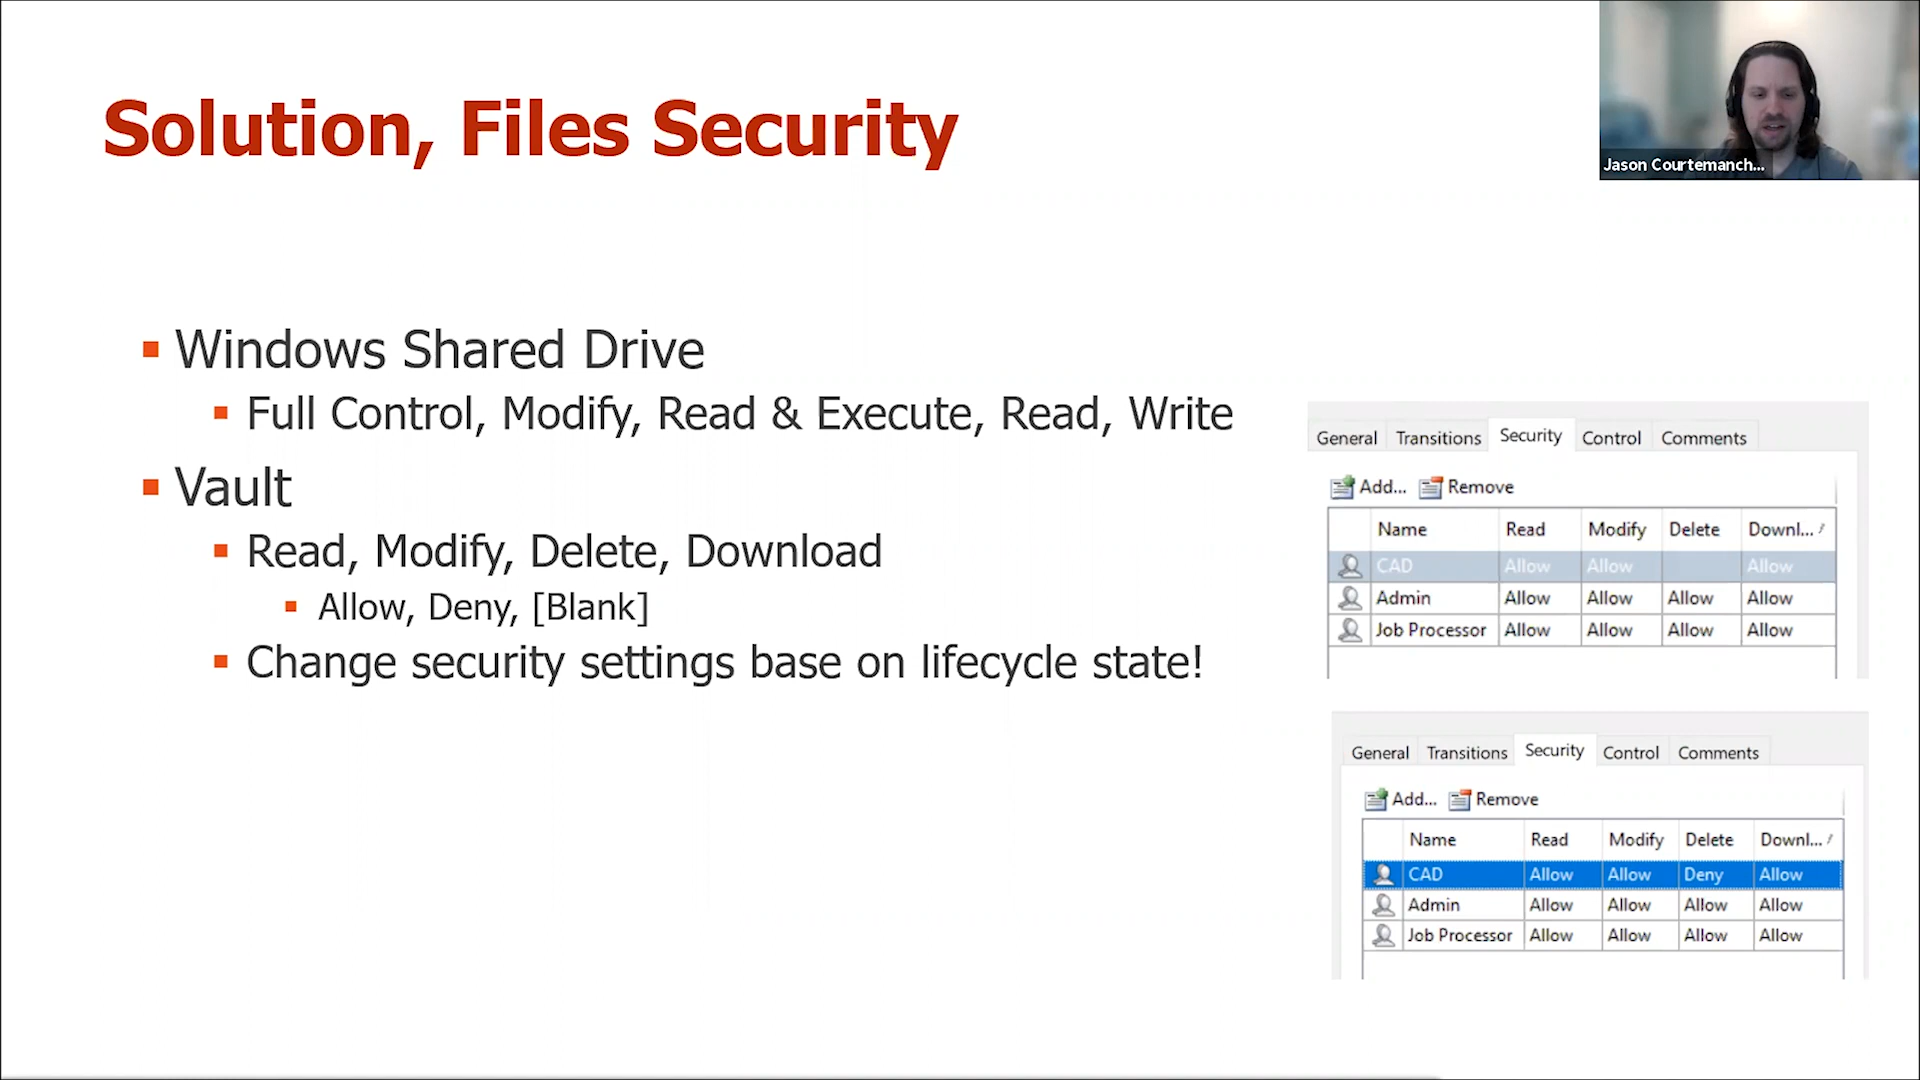 Solution, Files Security
Jason Courtemanch...
Windows Shared Drive
Full Control, Modify, Read & Execute, Read, Write
Vault
Read, Modify, Delete, Download
Allow, Deny, [Blank]
Change security settings base on lifecycle state!
General Transitions Security Control Comments
Add... Remove
Name Read Modify Delete Downl...
CAD Allow Allow Allow
Admin Allow Allow Allow Allow
Job Processor Allow Allow Allow Allow
General Transitions Security Control Comments
Add... Remove
Name Read Modify Delete Downl...
CAD Allow Allow Deny Allow
Admin Allow Allow Allow Allow
Job Processor Allow Allow Allow Allow